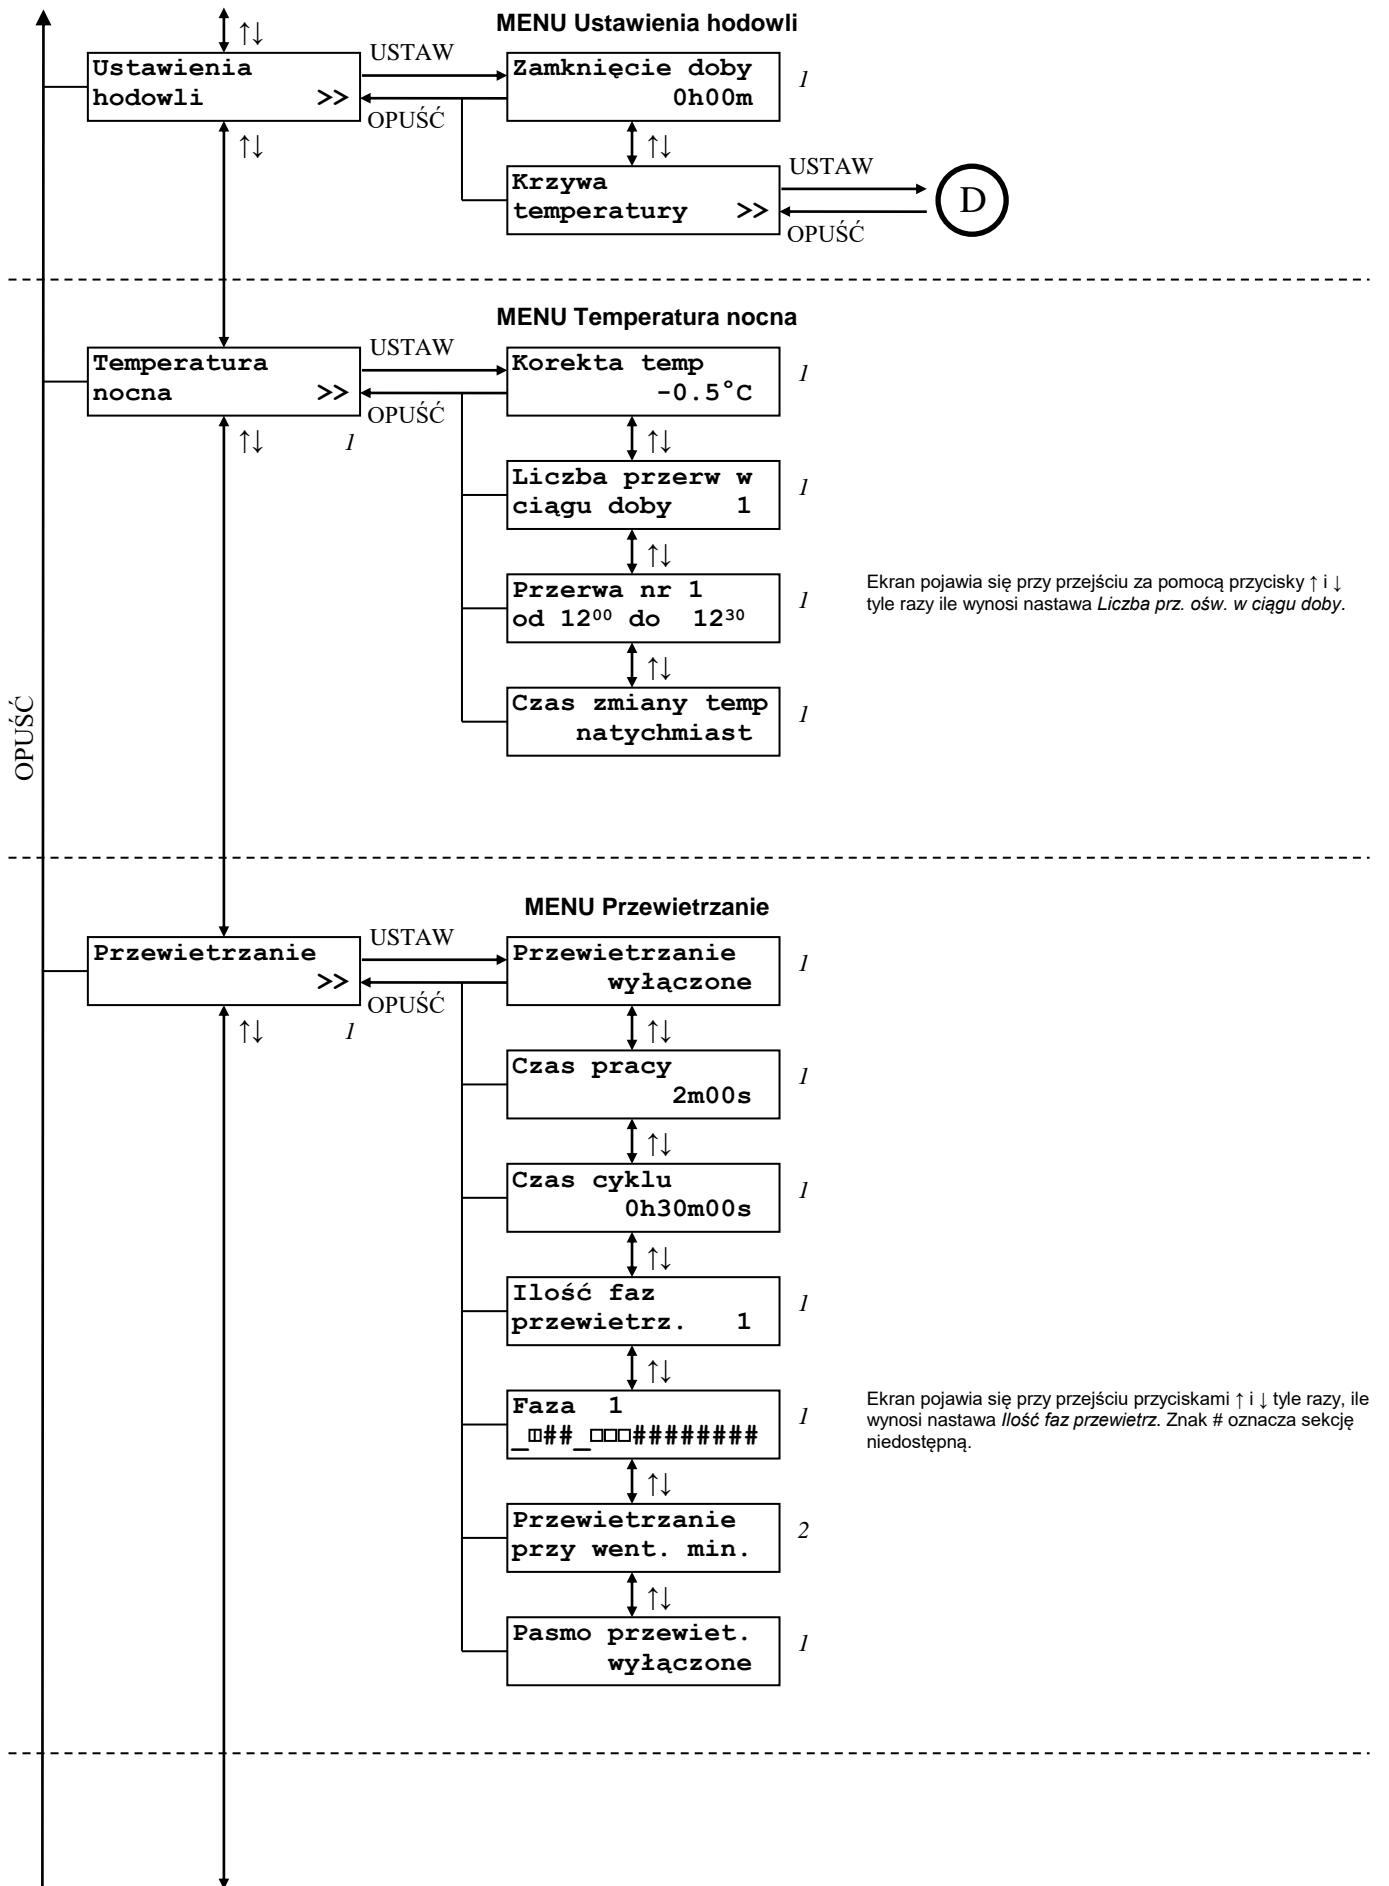 MENU Ustawienia hodowli
↑↓
Ustawienia
hodowli >>
USTAW
OPUŚĆ
Zamknięcie doby
0h00m
1
↑↓
↑↓
Krzywa
temperatury >>
USTAW
OPUŚĆ
D
MENU Temperatura nocna
Temperatura
nocna >>
USTAW
OPUŚĆ
Korekta temp
-0.5°C
1
↑↓
1
↑↓
Liczba przerw w
ciągu doby 1
1
↑↓
Przerwa nr 1
od 12⁰⁰ do 12³⁰
1
Ekran pojawia się przy przejściu za pomocą przycisky ↑ i ↓
tyle razy ile wynosi nastawa Liczba prz. ośw. w ciągu doby.
↑↓
Czas zmiany temp
natychmiast
1
OPUŚĆ
MENU Przewietrzanie
Przewietrzanie
>>
USTAW
OPUŚĆ
Przewietrzanie
wyłączone
1
↑↓
1
↑↓
Czas pracy
2m00s
1
↑↓
Czas cyklu
0h30m00s
1
↑↓
Ilość faz
przewietrz. 1
1
↑↓
Faza 1
_◫##_□□□########
1
Ekran pojawia się przy przejściu przyciskami ↑ i ↓ tyle razy, ile
wynosi nastawa Ilość faz przewietrz. Znak # oznacza sekcję
niedostępną.
↑↓
Przewietrzanie
przy went. min.
2
↑↓
Pasmo przewiet.
wyłączone
1